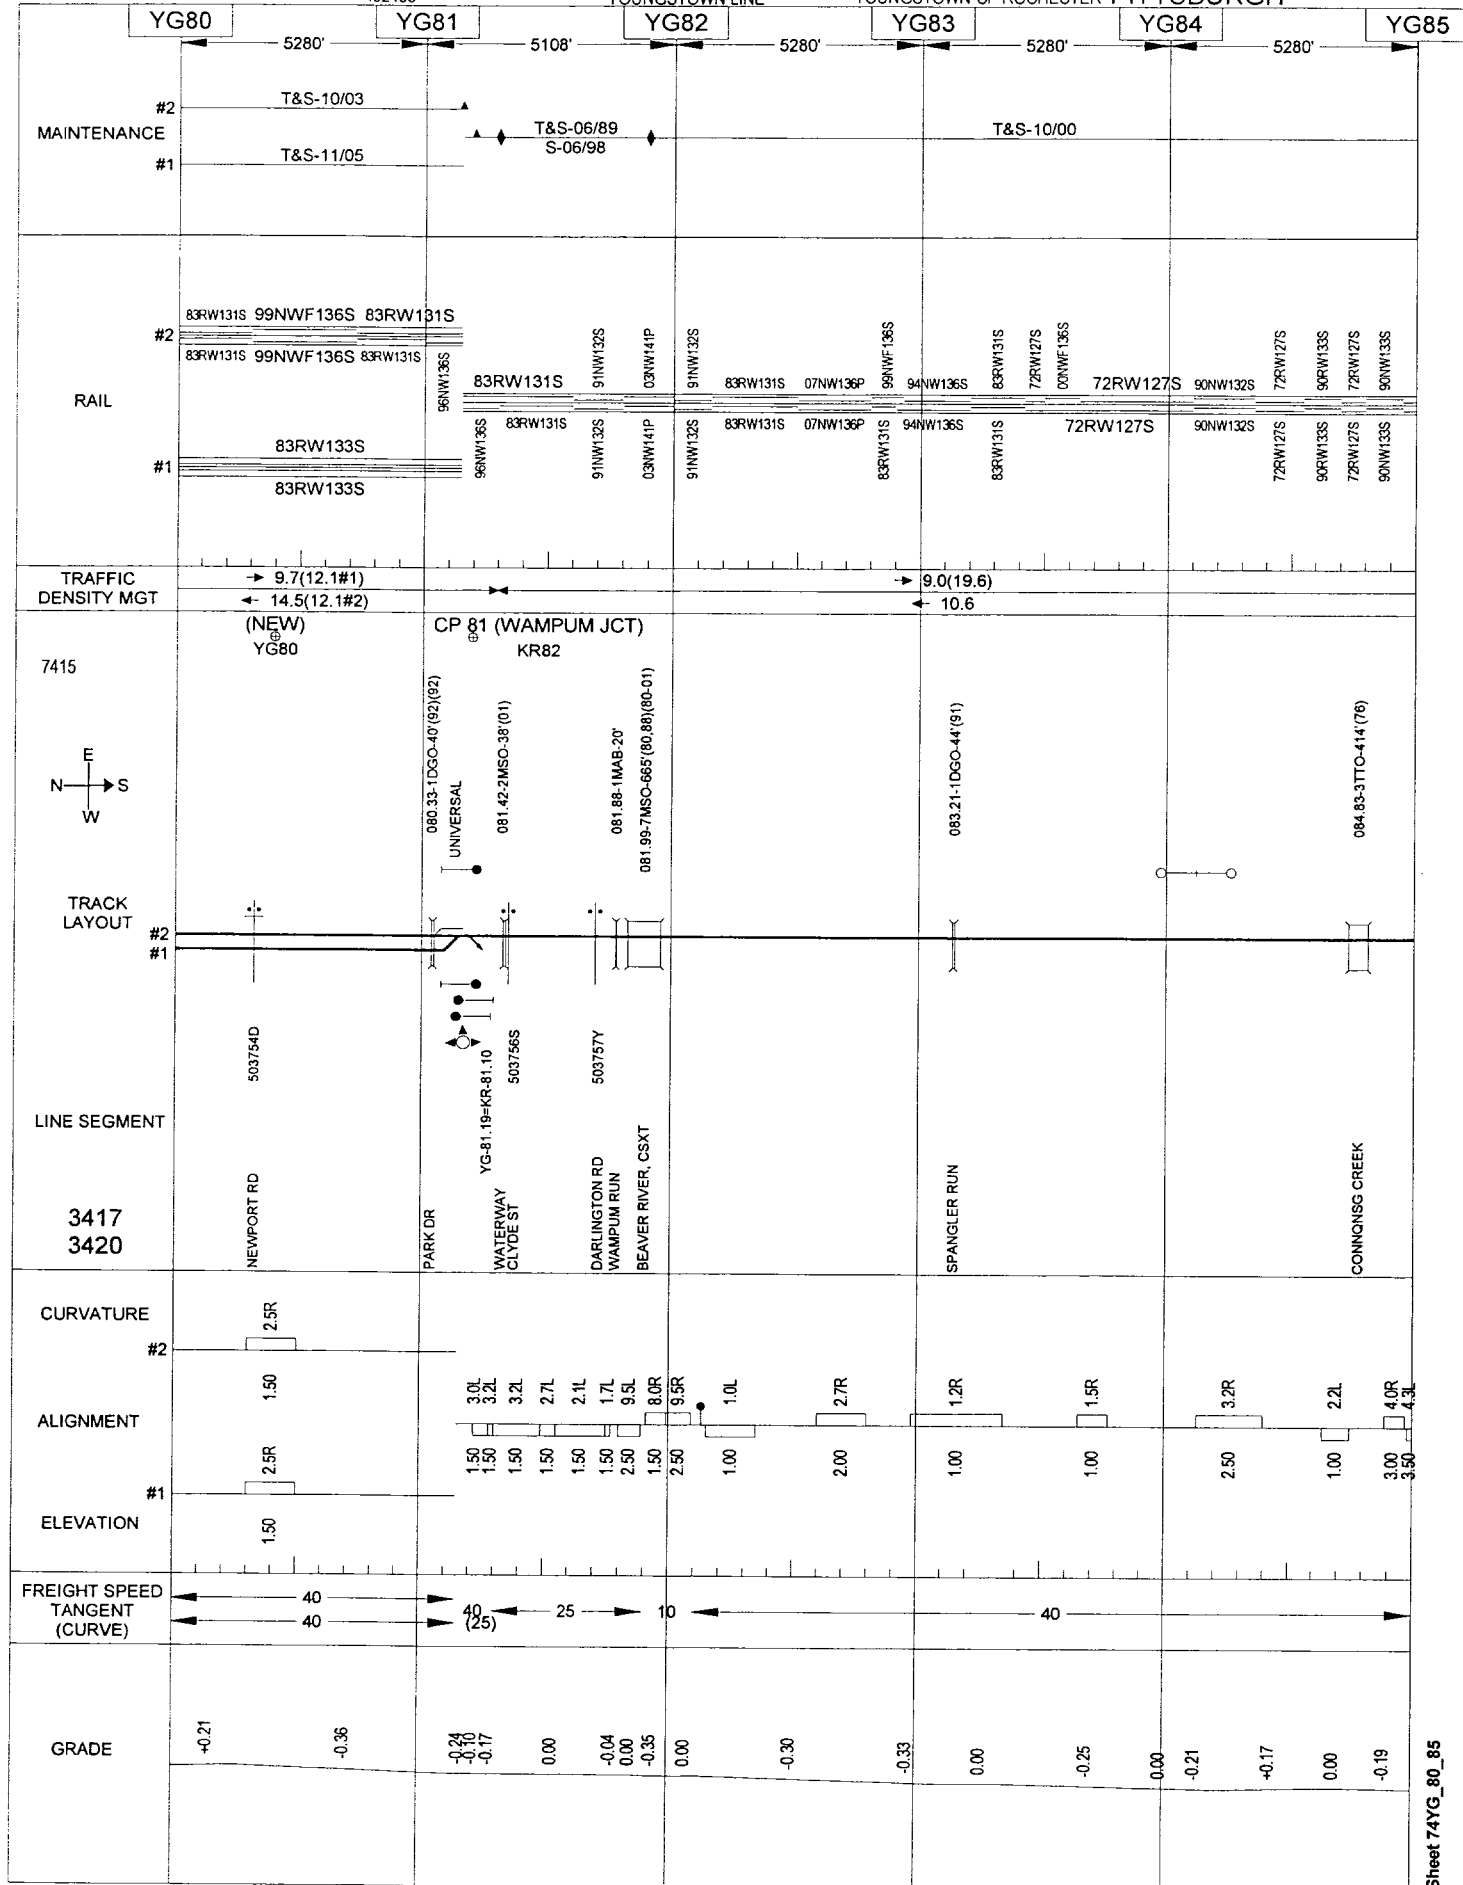 YOUNGSTOWN LINE
YG80 YG81 YG82 YG83 YG84 YG85
5280' 5108' 5280' 5280' 5280'
MAINTENANCE
#2 T&S-10/03
T&S-06/89 T&S-10/00
S-06/98
#1 T&S-11/05
RAIL
83RW131S 99NWF136S 83RW131S
#2
83RW131S 99NWF136S 83RW131S
83RW133S
#1
83RW133S
96NW136S
83RW131S
91NW132S
03NW141P
91NW132S
83RW131S
07NW136P
99NWF136S
94NW136S
83RW131S
72RW127S
00NWF136S
72RW127S
90NW132S
72RW127S
90RW133S
72RW127S
90NW133S
96NW136S
83RW131S
91NW132S
03NW141P
91NW132S
83RW131S
07NW136P
83RW131S
94NW136S
83RW131S
72RW127S
90NW132S
72RW127S
90RW133S
72RW127S
90NW133S
TRAFFIC
DENSITY MGT
9.7(12.1#1) 9.0(19.6)
14.5(12.1#2) 10.6
(NEW)
YG80
CP 81 (WAMPUM JCT)
KR82
7415
E
N S
W
080.33-1DGO-40'(92)(92)
UNIVERSAL
081.42-2MSO-38'(01)
081.88-1MAB-20'
081.99-7MSO-665'(80,88)(80-01)
083.21-1DGO-44'(91)
084.83-3TTO-414'(76)
TRACK
LAYOUT
#2
#1
503754D
YG-81.19=KR-81.10
503756S
503757Y
LINE SEGMENT
3417
3420
NEWPORT RD
PARK DR
WATERWAY
CLYDE ST
DARLINGTON RD
WAMPUM RUN
BEAVER RIVER, CSXT
SPANGLER RUN
CONNQNSG CREEK
CURVATURE
#2
2.5R
1.50
ALIGNMENT
3.0L 3.2L 3.2L 2.7L 2.1L 1.7L 9.5L 8.0R 9.5R 1.0L 2.7R 1.2R 1.5R 3.2R 2.2L 4.0R 4.3L
1.50 1.50 1.50 1.50 1.50 1.50 2.50 1.50 2.50 1.00 2.00 1.00 1.00 2.50 1.00 3.00 3.50
#1
2.5R
1.50
ELEVATION
FREIGHT SPEED
TANGENT
(CURVE)
40
40
40
(25)
25 10 40
GRADE
+0.21 -0.36 -0.24 -0.10 -0.17 0.00 -0.04 0.00 -0.35 0.00 -0.30 -0.33 0.00 -0.25 0.00 -0.21 +0.17 0.00 -0.19
Sheet 74YG_80_85